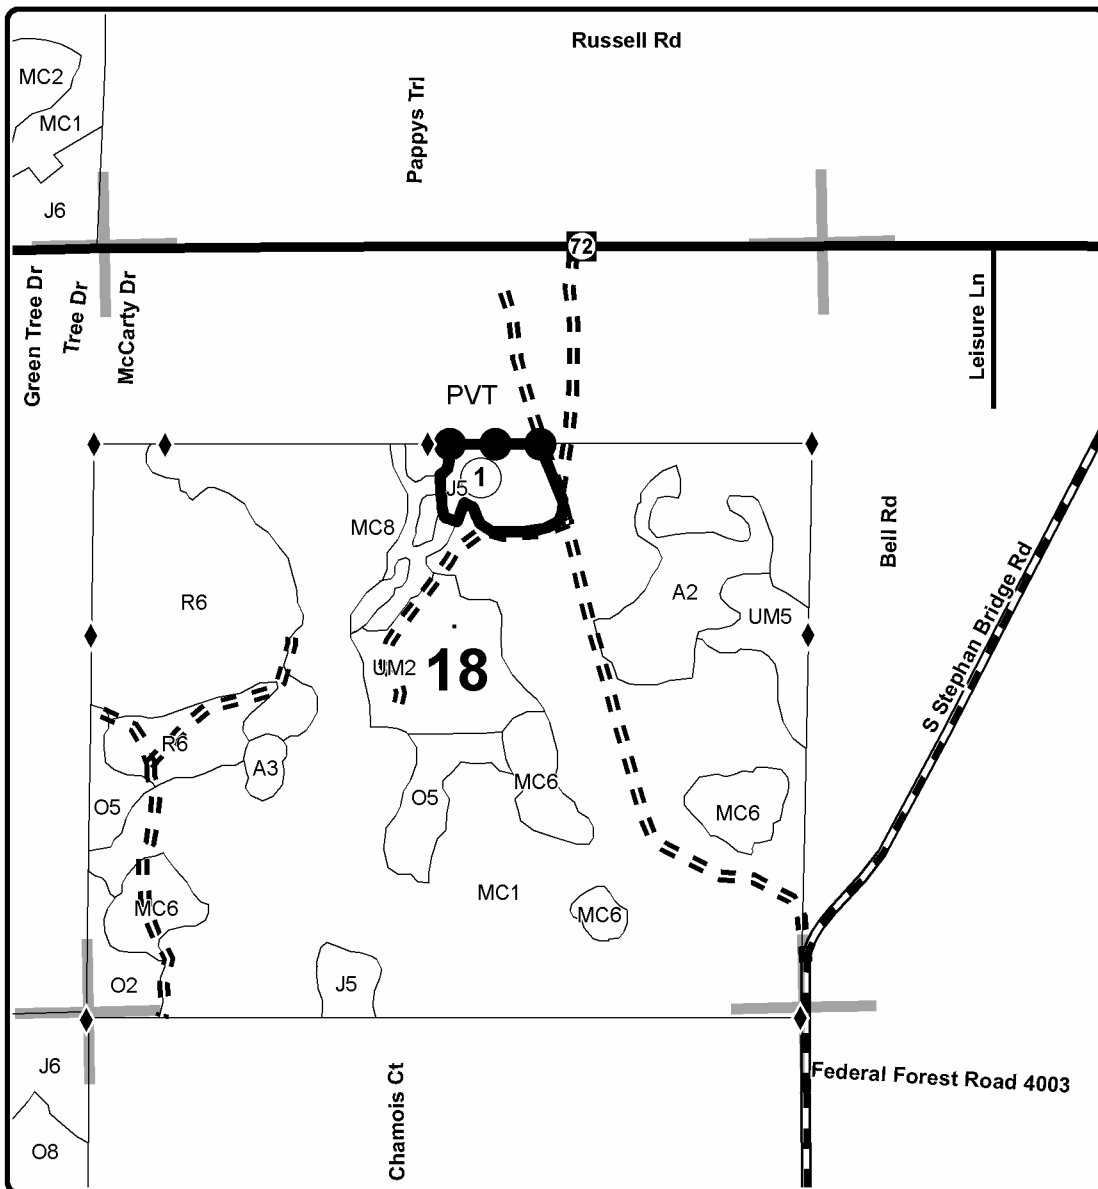 Russell Rd
MC2
Pappys Trl
MC1
J6
72
Green Tree Dr
Tree Dr
McCarty Dr
Leisure Ln
PVT
1
J5
MC8
Bell Rd
R6
A2
UM5
S Stephan Bridge Rd
UM2
18
R6
A3
MC6
O5
O5
MC6
MC1
MC6
MC6
O2
J5
J6
Federal Forest Road 4003
Chamois Ct
O8